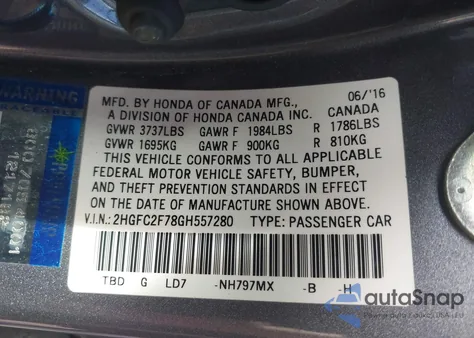 WARNING
06/'16
MFD. BY HONDA OF CANADA MFG., CANADA
A DIVISION OF HONDA CANADA INC.
GVWR 3737LBS GAWR F 1984LBS R 1786LBS
GVWR 1695KG GAWR F 900KG R 810KG
THIS VEHICLE CONFORMS TO ALL APPLICABLE
FEDERAL MOTOR VEHICLE SAFETY, BUMPER,
AND THEFT PREVENTION STANDARDS IN EFFECT
ON THE DATE OF MANUFACTURE SHOWN ABOVE.
V.I.N.: 2HGFC2F78GH557280 TYPE: PASSENGER CAR
TBD G LD7 -NH797MX -B -H
autaSnap